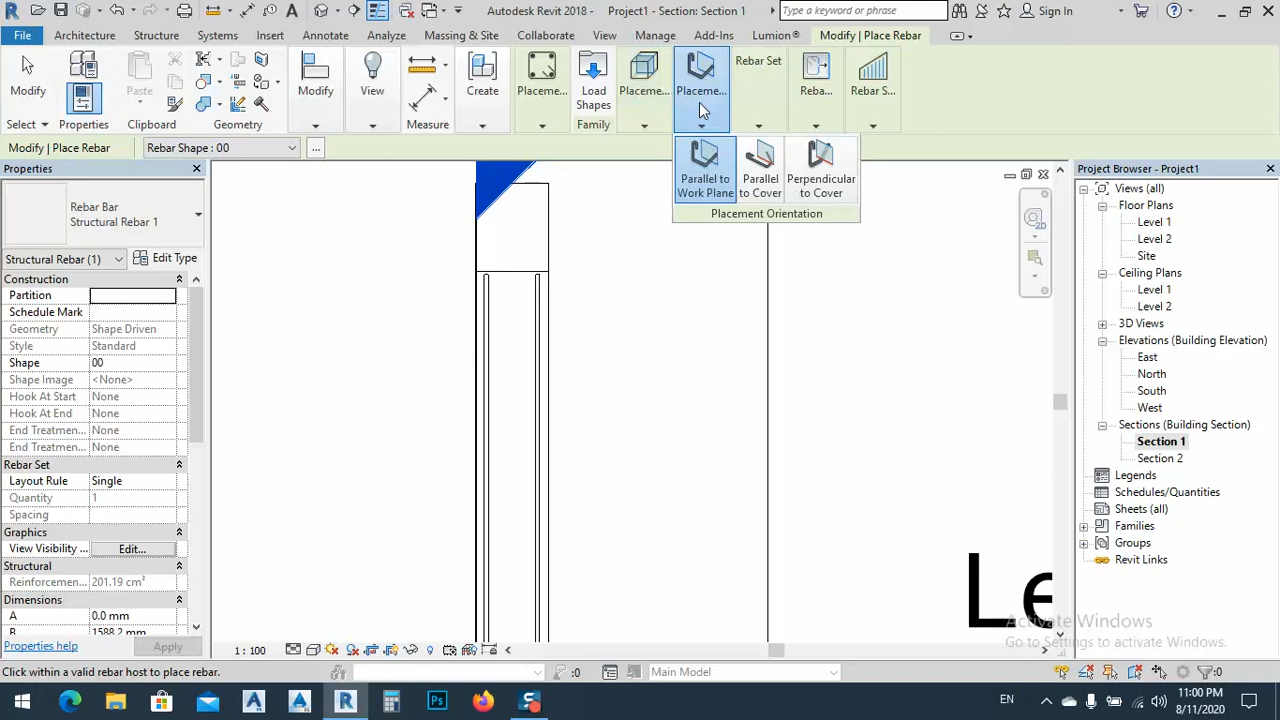 Autodesk Revit 2018 - Project1 - Section: Section 1
Type a keyword or phrase
Sign In
File
Architecture
Structure
Systems
Insert
Annotate
Analyze
Massing & Site
Collaborate
View
Manage
Add-Ins
Lumion®
Modify | Place Rebar
Modify
Properties
Paste
Modify
View
Create
Placeme...
Load
Shapes
Placeme...
Placeme...
Rebar Set
Reba...
Rebar S...
Select
Properties
Clipboard
Geometry
Measure
Family
Modify | Place Rebar
Rebar Shape : 00
...
Parallel to
Work Plane
Parallel
to Cover
Perpendicular
to Cover
Placement Orientation
Properties
Rebar Bar
Structural Rebar 1
Structural Rebar (1)
Edit Type
Construction
Partition
Schedule Mark
Geometry Shape Driven
Style Standard
Shape 00
Shape Image <None>
Hook At Start None
Hook At End None
End Treatmen... None
End Treatmen... None
Rebar Set
Layout Rule Single
Quantity 1
Spacing
Graphics
View Visibility ... Edit...
Structural
Reinforcemen... 201.19 cm³
Dimensions
A 0.0 mm
B 1588.2 mm
Properties help
Apply
2D
Le
Project Browser - Project1
Views (all)
Floor Plans
Level 1
Level 2
Site
Ceiling Plans
Level 1
Level 2
3D Views
Elevations (Building Elevation)
East
North
South
West
Sections (Building Section)
Section 1
Section 2
Legends
Schedules/Quantities
Sheets (all)
Families
Groups
Revit Links
Activate Windows
Go to Settings to activate Windows.
1 : 100
Click within a valid rebar host to place rebar.
:0
Main Model
:0
EN
11:00 PM
8/11/2020